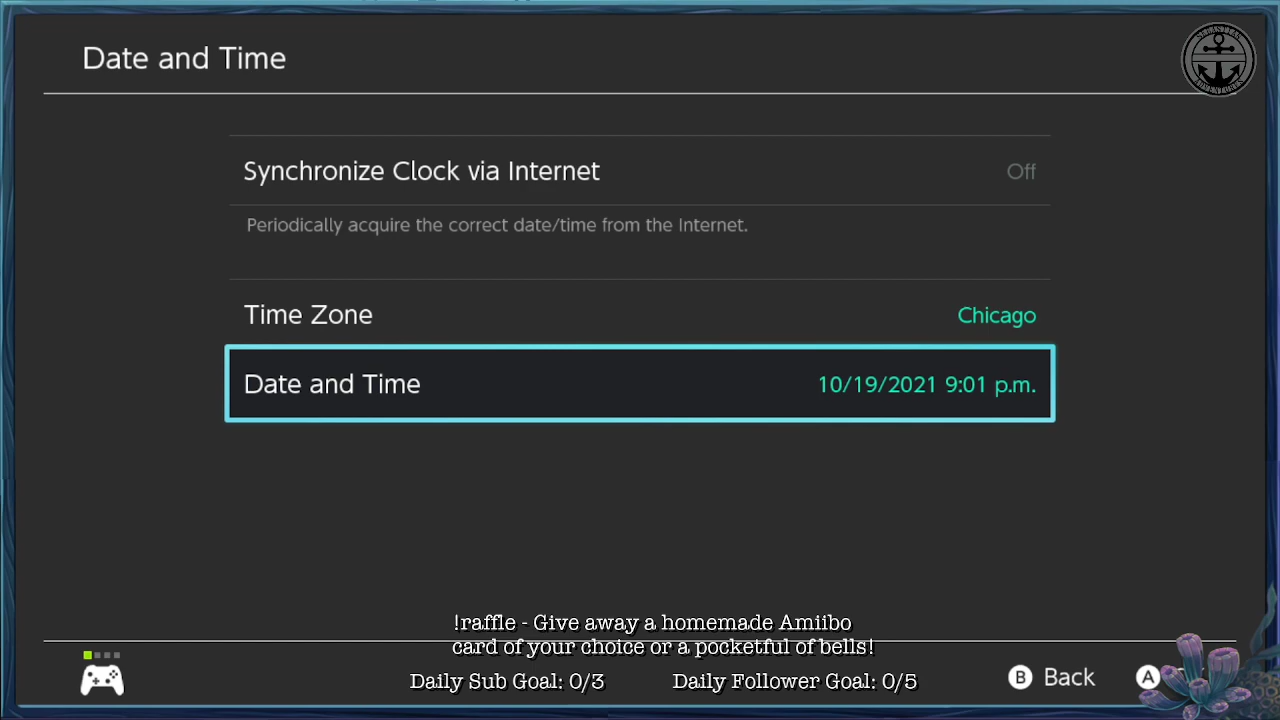 Date and Time
Synchronize Clock via Internet Off
Periodically acquire the correct date/time from the Internet.
Time Zone Chicago
Date and Time 10/19/2021 9:01 p.m.
!raffle - Give away a homemade Amiibo
card of your choice or a pocketful of bells!
Daily Sub Goal: 0/3 Daily Follower Goal: 0/5
B Back A